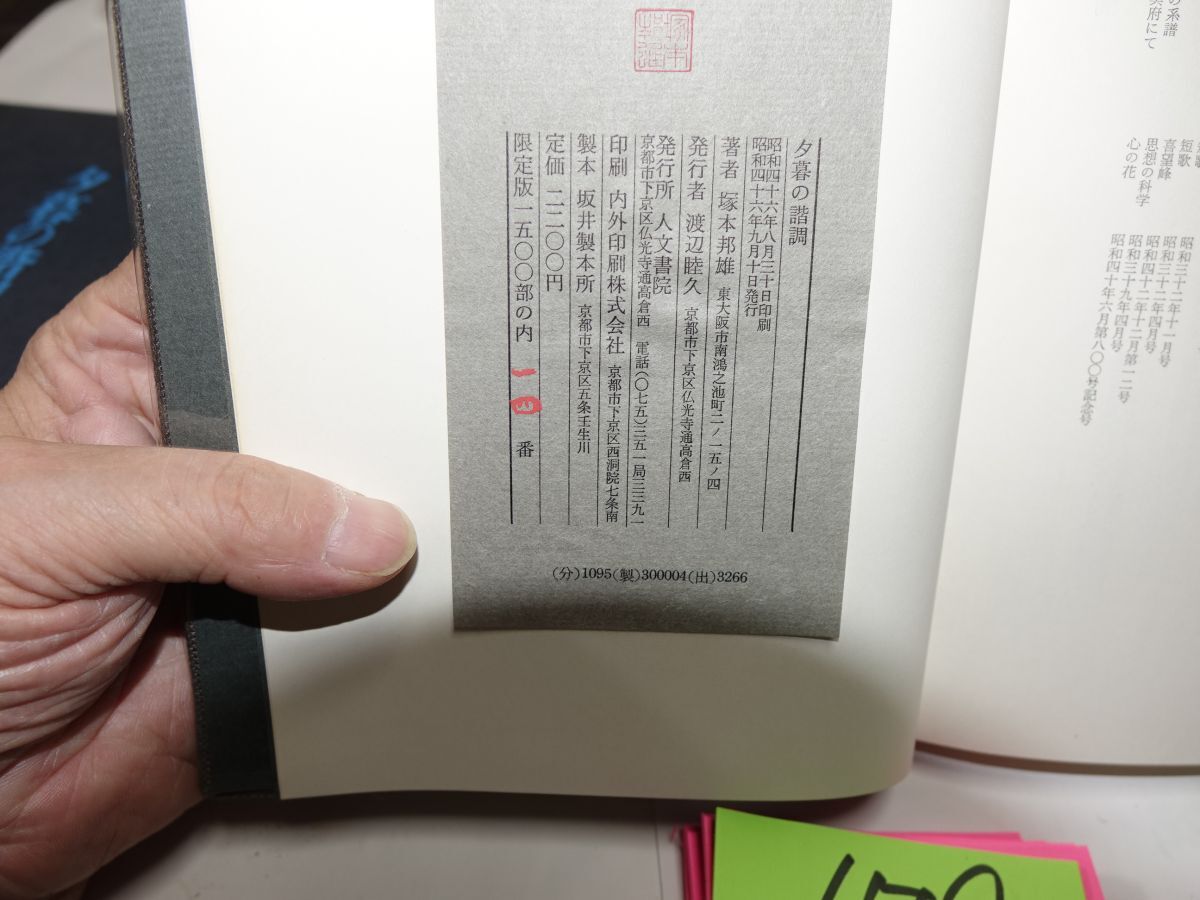 の系譜
府にて
短歌
喜望峰
思想の科学
心の花
昭和三十二年十一月号
昭和三十二年四月号
昭和四十二年十二月第一二号
昭和三十九年四月号
昭和四十年六月第八〇〇号記念号
夕暮の諧調
昭和四十六年八月三十日印刷
昭和四十六年九月十日発行
著者 塚本邦雄 東大阪市南鴻之池町二ノ一五ノ四
発行者 渡辺睦久 京都市下京区仏光寺通高倉西
発行所 人文書院
京都市下京区仏光寺通高倉西 電話(〇七五)三五一局三三九一
印刷 内外印刷株式会社 京都市下京区西洞院七条南
製本 坂井製本所 京都市下京区五条壬生川
定価 二二〇〇円
限定版一五〇〇部の内 番
(分)1095(製)300004(出)3266